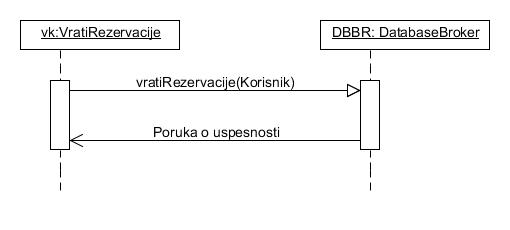 vk:VratiRezervacije
DBBR: DatabaseBroker
vratiRezervacije(Korisnik)
Poruka o uspesnosti